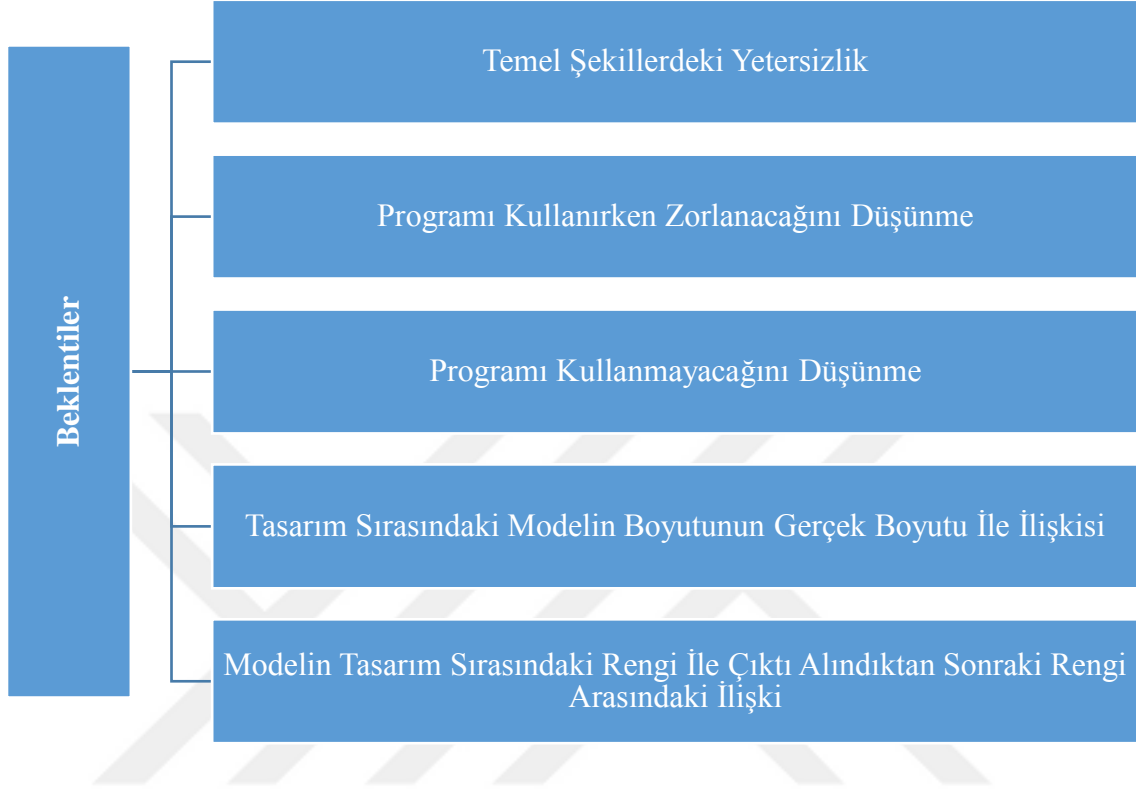 Beklentiler
Temel Şekillerdeki Yetersizlik
Programı Kullanırken Zorlanacağını Düşünme
Programı Kullanmayacağını Düşünme
Tasarım Sırasındaki Modelin Boyutunun Gerçek Boyutu İle İlişkisi
Modelin Tasarım Sırasındaki Rengi İle Çıktı Alındıktan Sonraki Rengi
Arasındaki İlişki